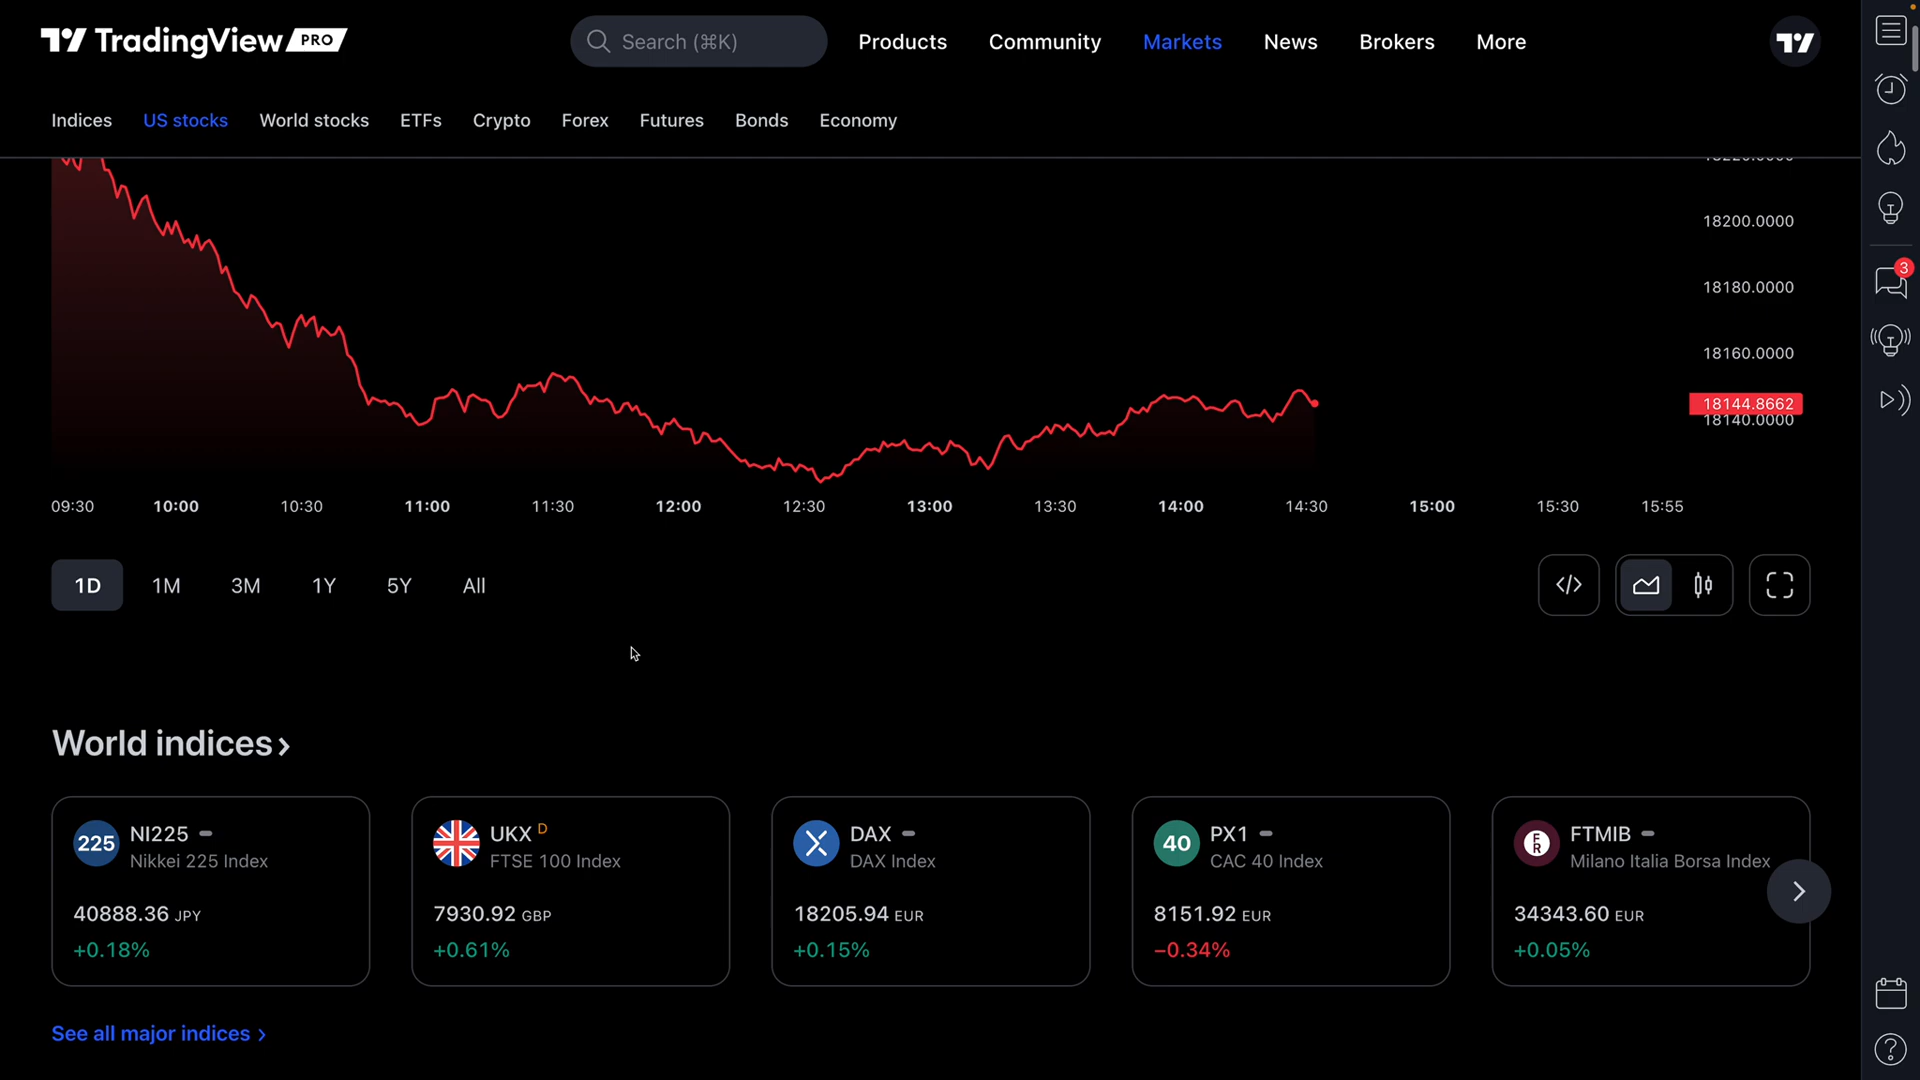 TradingView PRO
Search (⌘K)
Products Community Markets News Brokers More
Indices US stocks World stocks ETFs Crypto Forex Futures Bonds Economy
18200.0000
18180.0000
18160.0000
18144.8662
18140.0000
09:30 10:00 10:30 11:00 11:30 12:00 12:30 13:00 13:30 14:00 14:30 15:00 15:30 15:55
1D 1M 3M 1Y 5Y All
3
World indices
225 NI225
Nikkei 225 Index
40888.36 JPY
+0.18%
UKX D
FTSE 100 Index
7930.92 GBP
+0.61%
DAX
DAX Index
18205.94 EUR
+0.15%
40 PX1
CAC 40 Index
8151.92 EUR
−0.34%
FTMIB
Milano Italia Borsa Index
34343.60 EUR
+0.05%
See all major indices